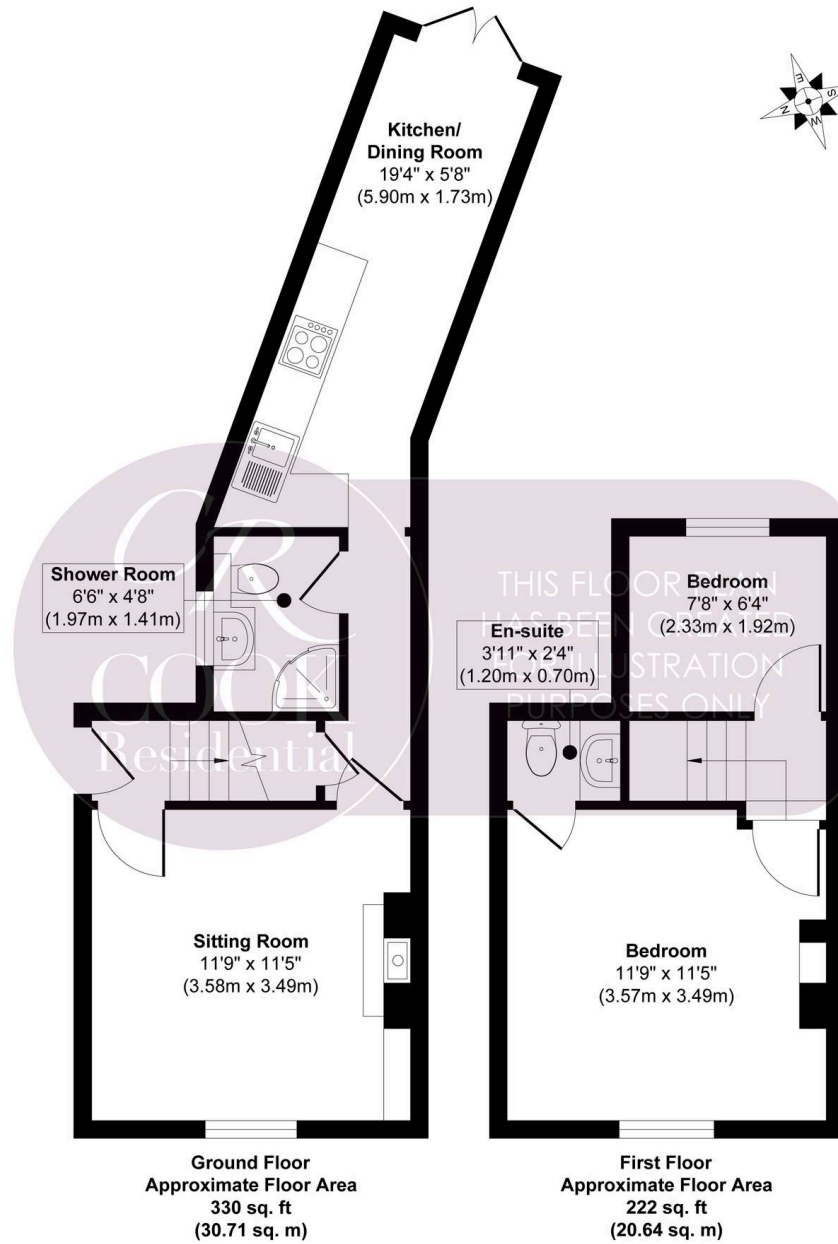 Kitchen/
Dining Room
19'4" x 5'8"
(5.90m x 1.73m)
E
S
N
W
Shower Room
6'6" x 4'8"
(1.97m x 1.41m)
Bedroom
7'8" x 6'4"
(2.33m x 1.92m)
En-suite
3'11" x 2'4"
(1.20m x 0.70m)
CR
COOK
Residential
THIS FLOOR PLAN
HAS BEEN CREATED
FOR ILLUSTRATION
PURPOSES ONLY
Sitting Room
11'9" x 11'5"
(3.58m x 3.49m)
Bedroom
11'9" x 11'5"
(3.57m x 3.49m)
Ground Floor
Approximate Floor Area
330 sq. ft
(30.71 sq. m)
First Floor
Approximate Floor Area
222 sq. ft
(20.64 sq. m)